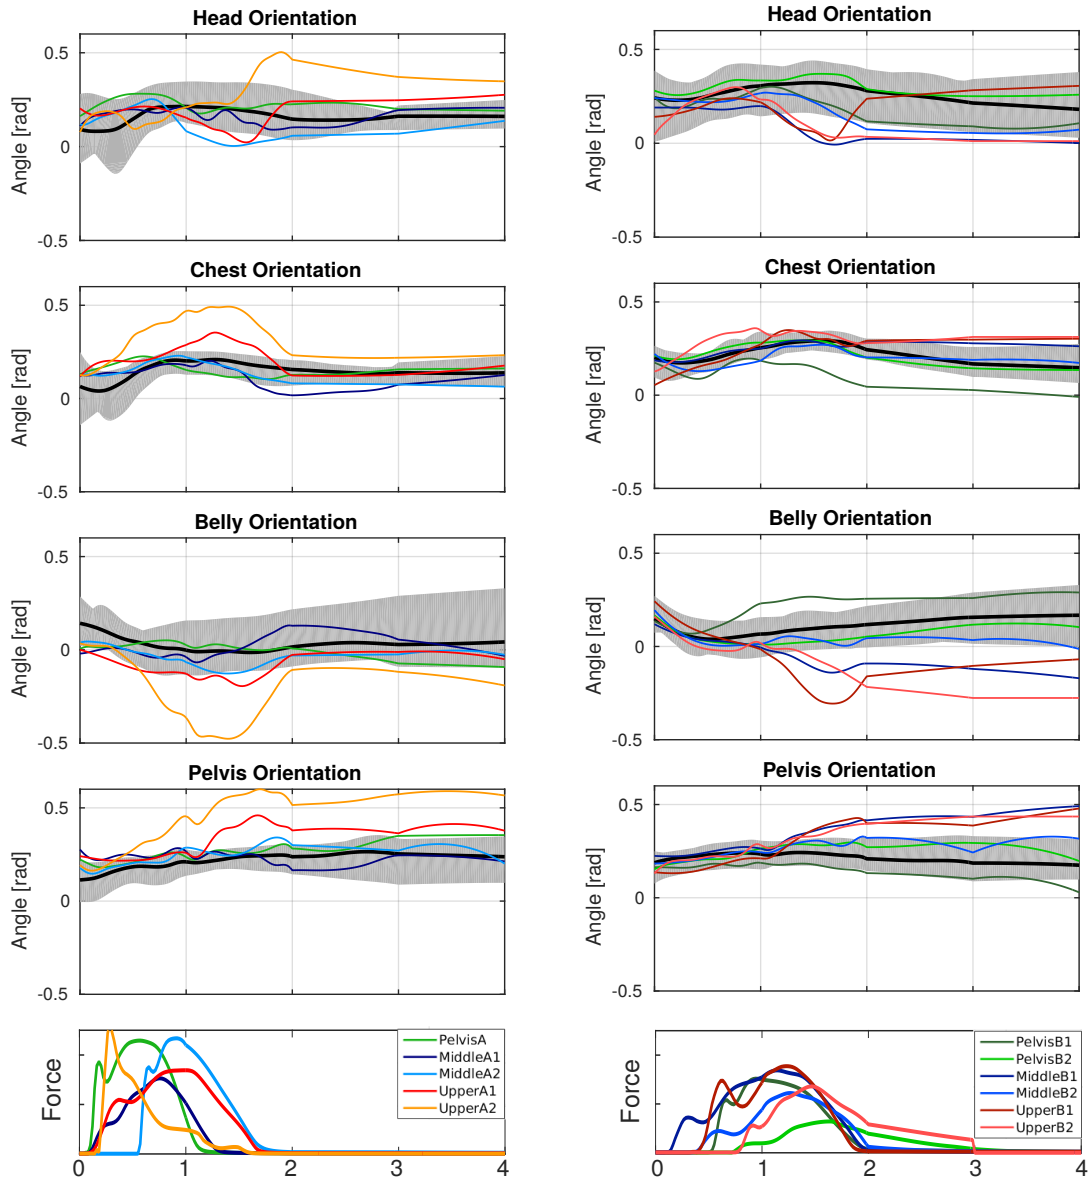 Head Orientation
Angle [rad]
0.5
0
-0.5
Chest Orientation
Angle [rad]
0.5
0
-0.5
Belly Orientation
Angle [rad]
0.5
0
-0.5
Pelvis Orientation
Angle [rad]
0.5
0
-0.5
Force
PelvisA
MiddleA1
MiddleA2
UpperA1
UpperA2
0 1 2 3 4
Head Orientation
Angle [rad]
0.5
0
-0.5
Chest Orientation
Angle [rad]
0.5
0
-0.5
Belly Orientation
Angle [rad]
0.5
0
-0.5
Pelvis Orientation
Angle [rad]
0.5
0
-0.5
Force
PelvisB1
PelvisB2
MiddleB1
MiddleB2
UpperB1
UpperB2
0 1 2 3 4